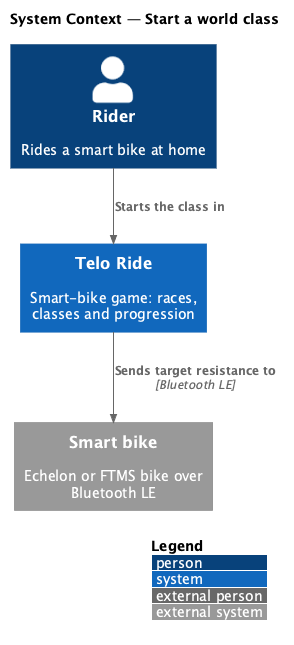 System Context — Start a world class
Rider
Rides a smart bike at home
Starts the class in
Telo Ride
Smart-bike game: races,
classes and progression
Sends target resistance to
[Bluetooth LE]
Smart bike
Echelon or FTMS bike over
Bluetooth LE
Legend
person
system
external person
external system